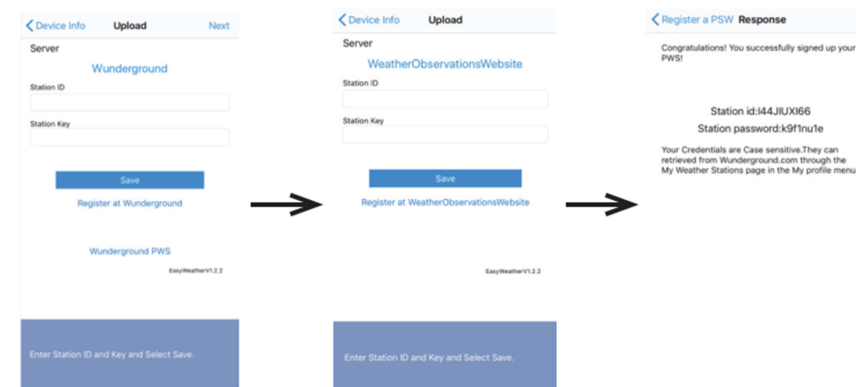 Device Info Upload Next
Server
Wunderground
Station ID
Station Key
Save
Register at Wunderground
Wunderground PWS
EasyWeatherV1.2.2
Enter Station ID and Key and Select Save.
Device Info Upload
Server
WeatherObservationsWebsite
Station ID
Station Key
Save
Register at WeatherObservationsWebsite
EasyWeatherV1.2.2
Enter Station ID and Key and Select Save.
Register a PSW Response
Congratulations! You successfully signed up your
PWS!
Station id:I44JIUXI66
Station password:k9f1nu1e
Your Credentials are Case sensitive.They can
retrieved from Wunderground.com through the
My Weather Stations page in the My profile menu